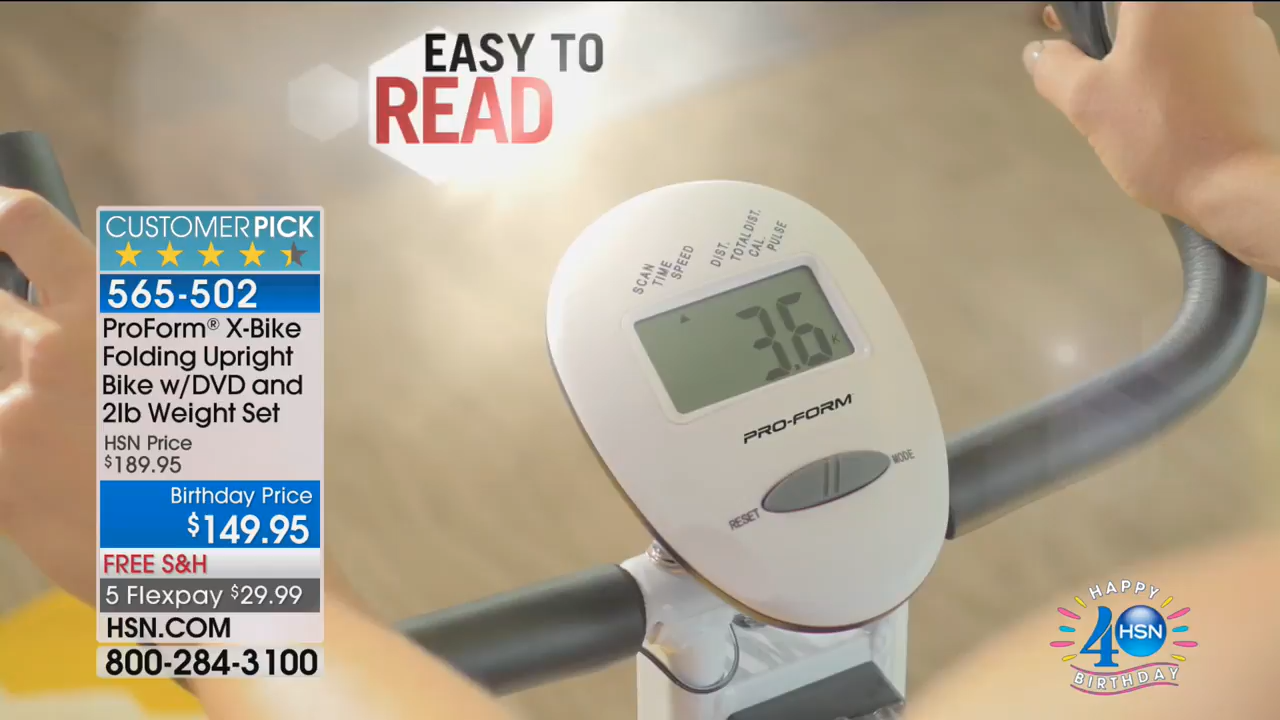 EASY TO
READ
CUSTOMER PICK
565-502
ProForm® X-Bike
Folding Upright
Bike w/DVD and
2lb Weight Set
HSN Price
$189.95
Birthday Price
$149.95
FREE S&H
5 Flexpay $29.99
HSN.COM
800-284-3100
SCAN
TIME
SPEED
DIST.
TOTAL DIST.
CAL.
PULSE
3.6
K
PRO-FORM
MODE
RESET
HAPPY
40
HSN
BIRTHDAY